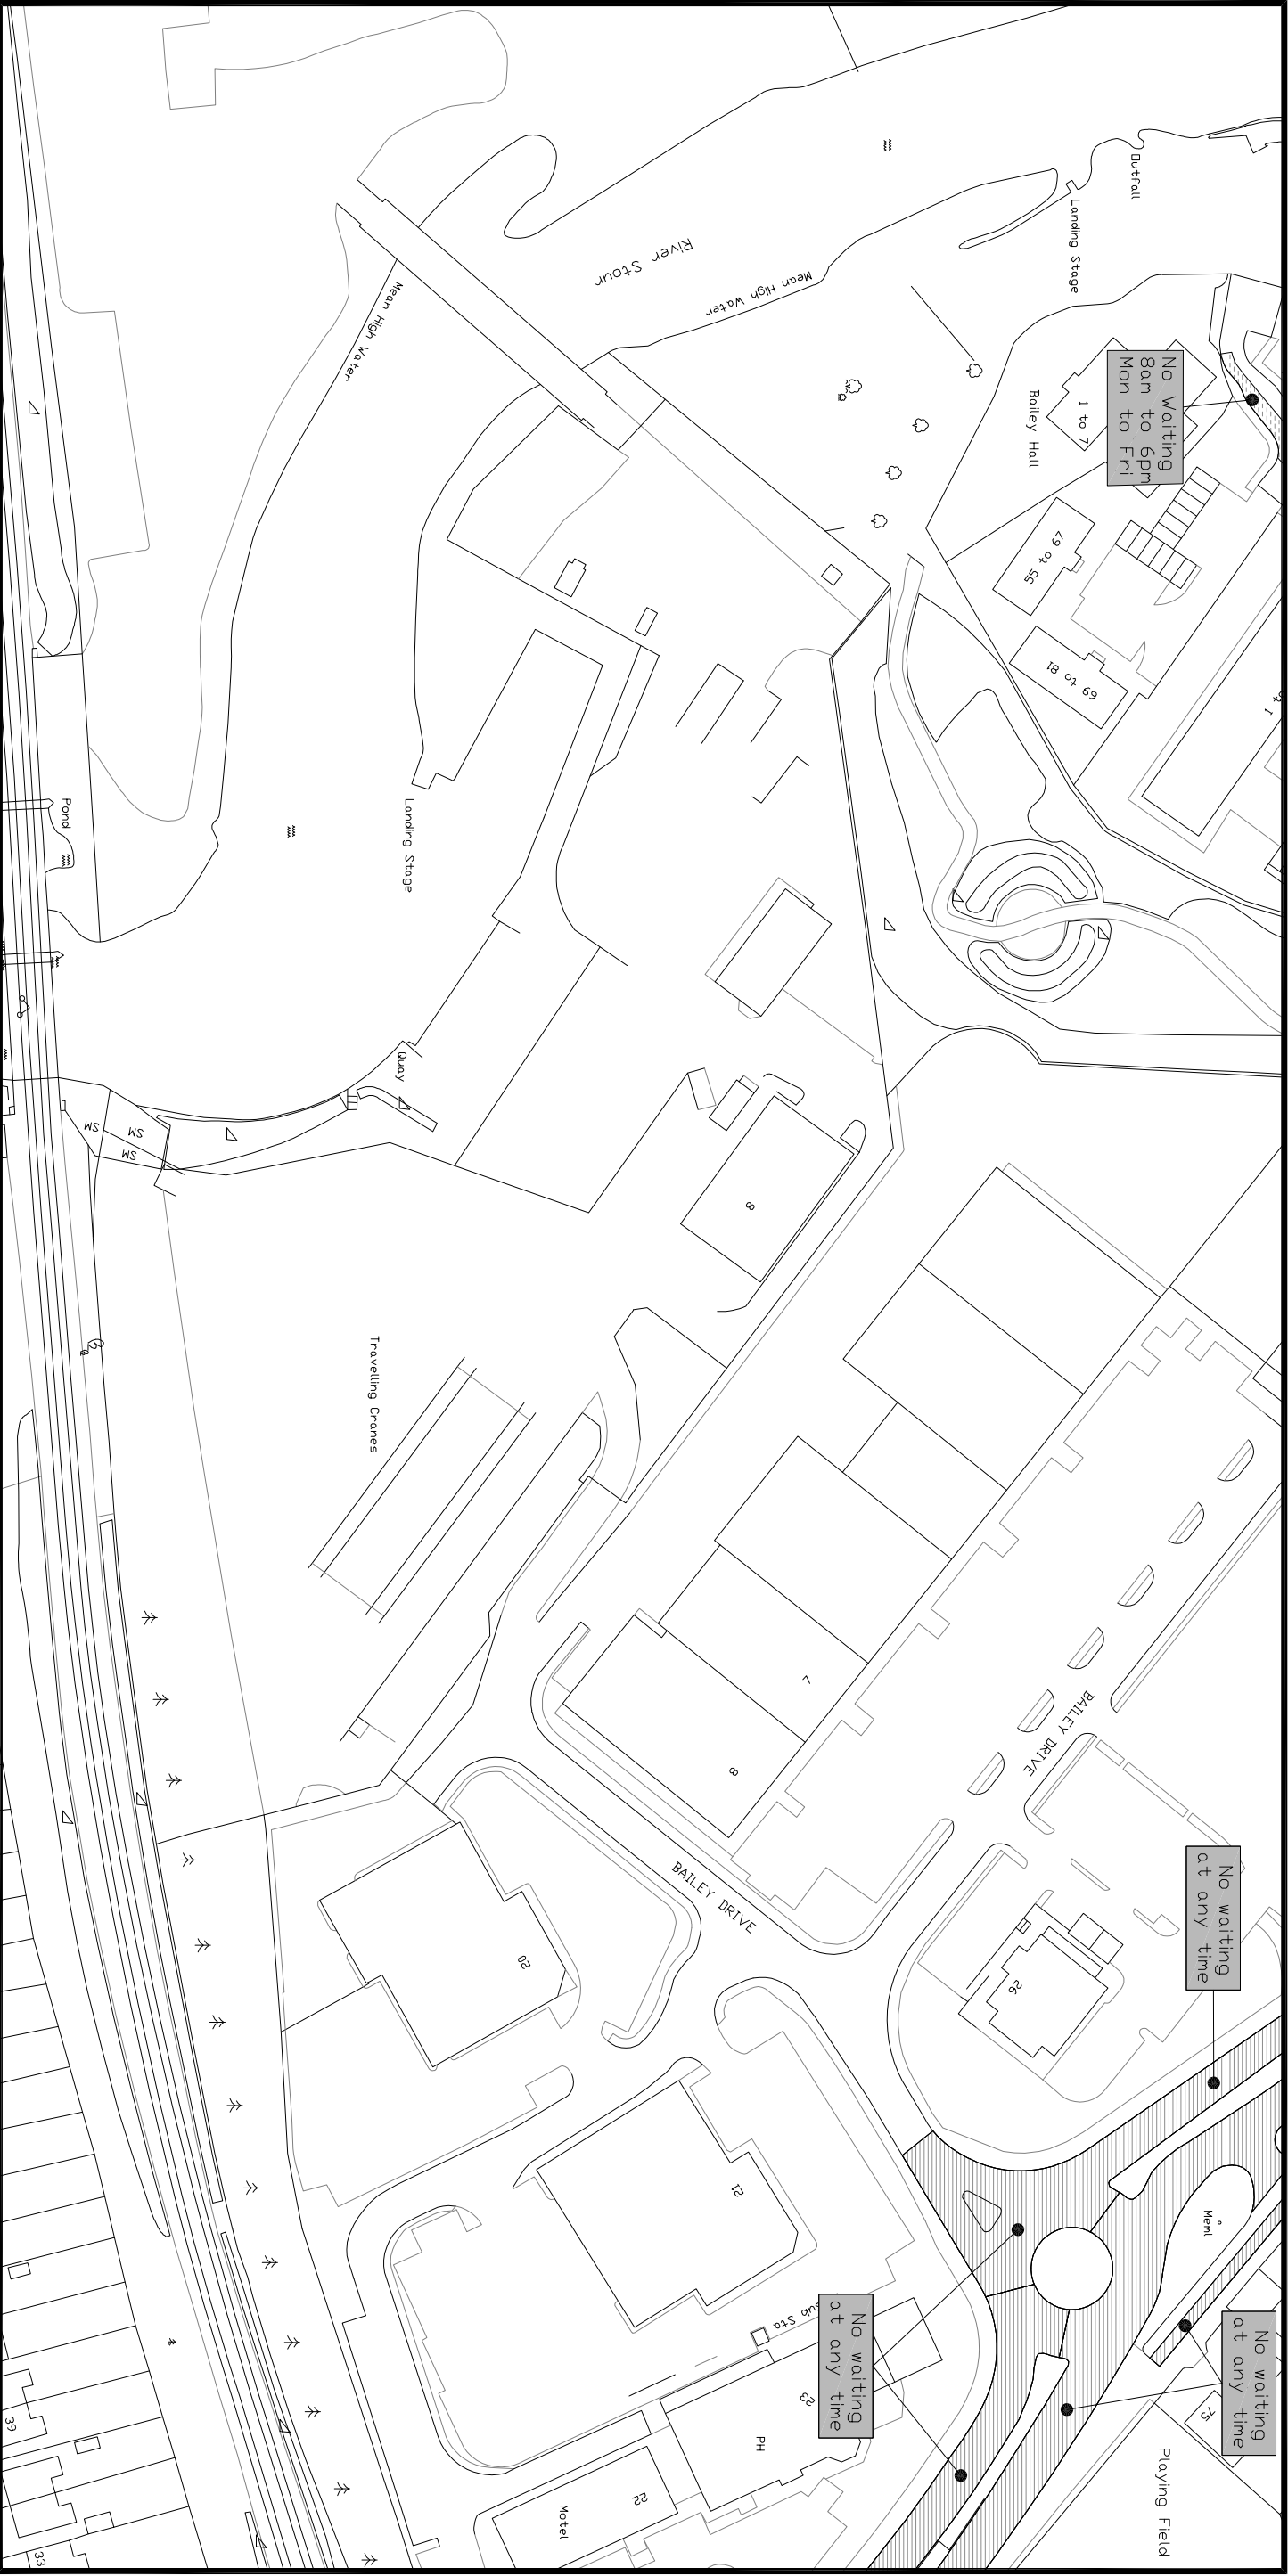 Outfall
Landing Stage
River Stour
Mean High Water
Mean High Water
No Waiting
8am to 6pm
Mon to Fri
1 to 7
Bailey Hall
55 to 67
69 to 81
Pond
Landing Stage
Quay
SM
SM
SM
8
Travelling Cranes
7
8
BAILEY DRIVE
BAILEY DRIVE
No waiting
at any time
26
20
21
Meml
No waiting
at any time
Sub Sta
No waiting
at any time
23
PH
75
Playing Field
22
Motel
39
33